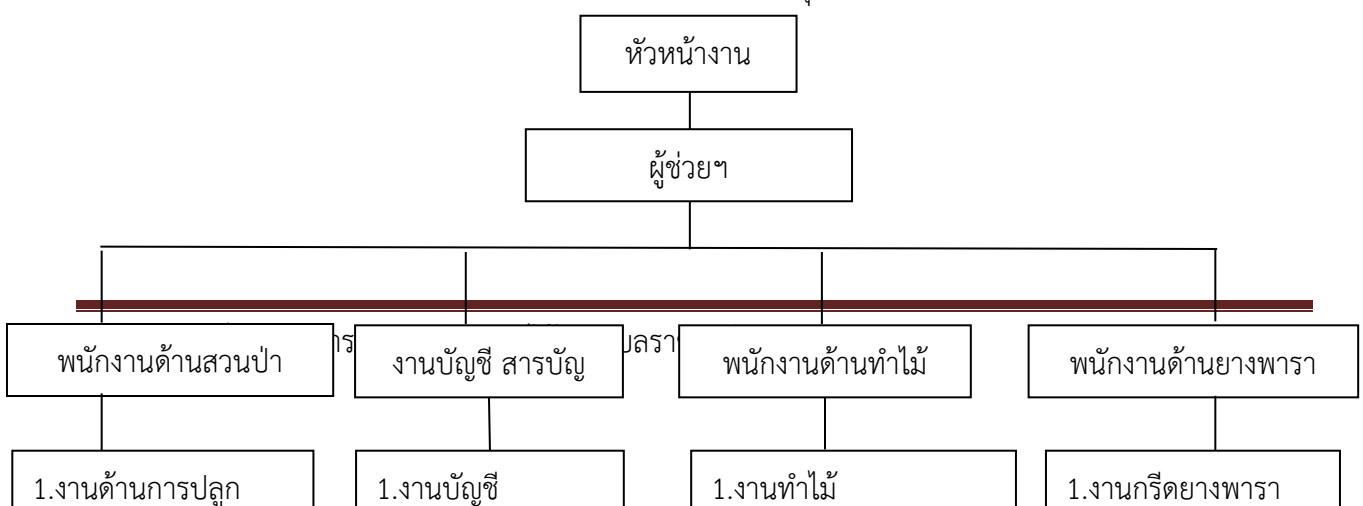 หัวหน้างาน
ผู้ช่วยฯ
พนักงานด้านสวนป่า
งานบัญชี สารบัญ
พนักงานด้านทำไม้
พนักงานด้านยางพารา
1.งานด้านการปลูก
1.งานบัญชี
1.งานทำไม้
1.งานกรีดยางพารา